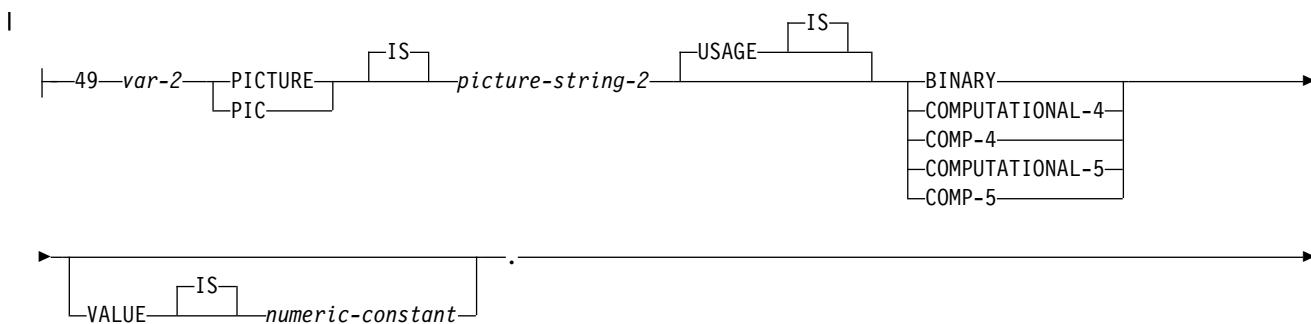 IS
IS USAGE
49 var-2 PICTURE picture-string-2 BINARY
PIC COMPUTATIONAL-4
COMP-4
COMPUTATIONAL-5
COMP-5
.
IS
VALUE numeric-constant